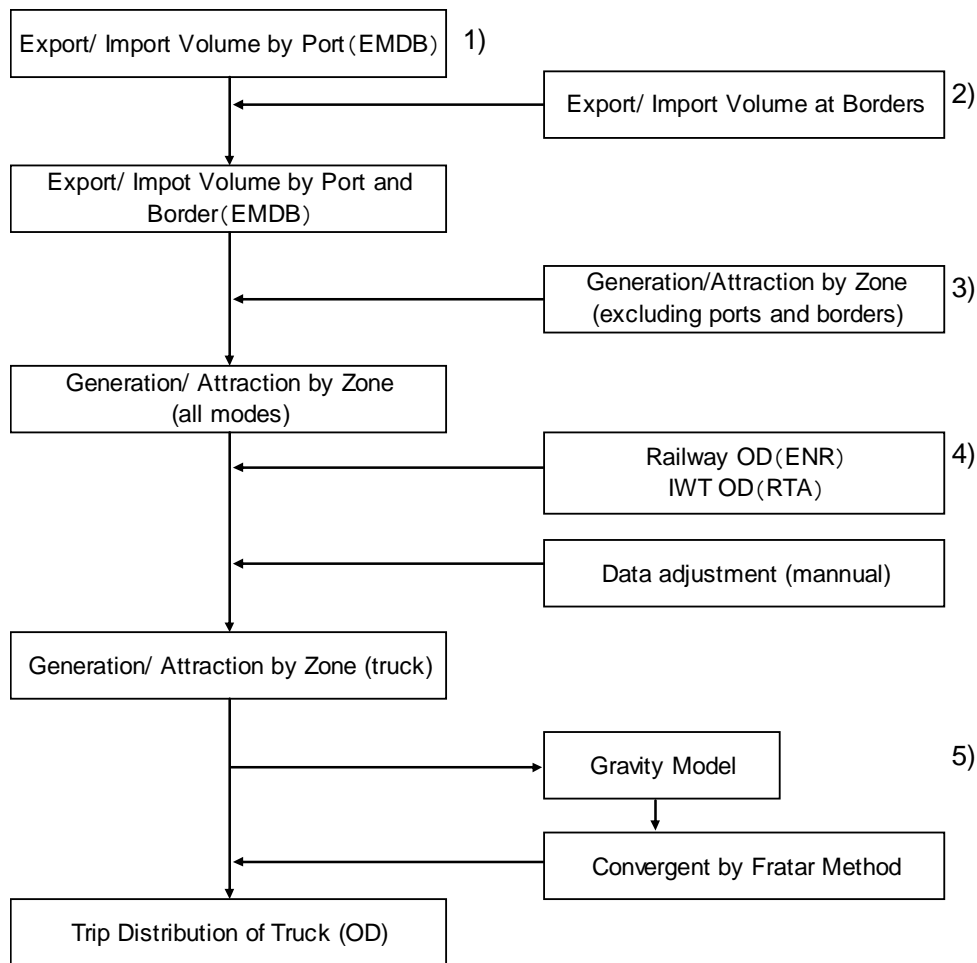 Export/ Import Volume by Port（EMDB）
1)
Export/ Import Volume at Borders
2)
Export/ Impot Volume by Port and
Border（EMDB）
Generation/Attraction by Zone
(excluding ports and borders)
3)
Generation/ Attraction by Zone
(all modes)
Railway OD（ENR）
IWT OD（RTA）
4)
Data adjustment (mannual)
Generation/ Attraction by Zone (truck)
Gravity Model
5)
Convergent by Fratar Method
Trip Distribution of Truck (OD)